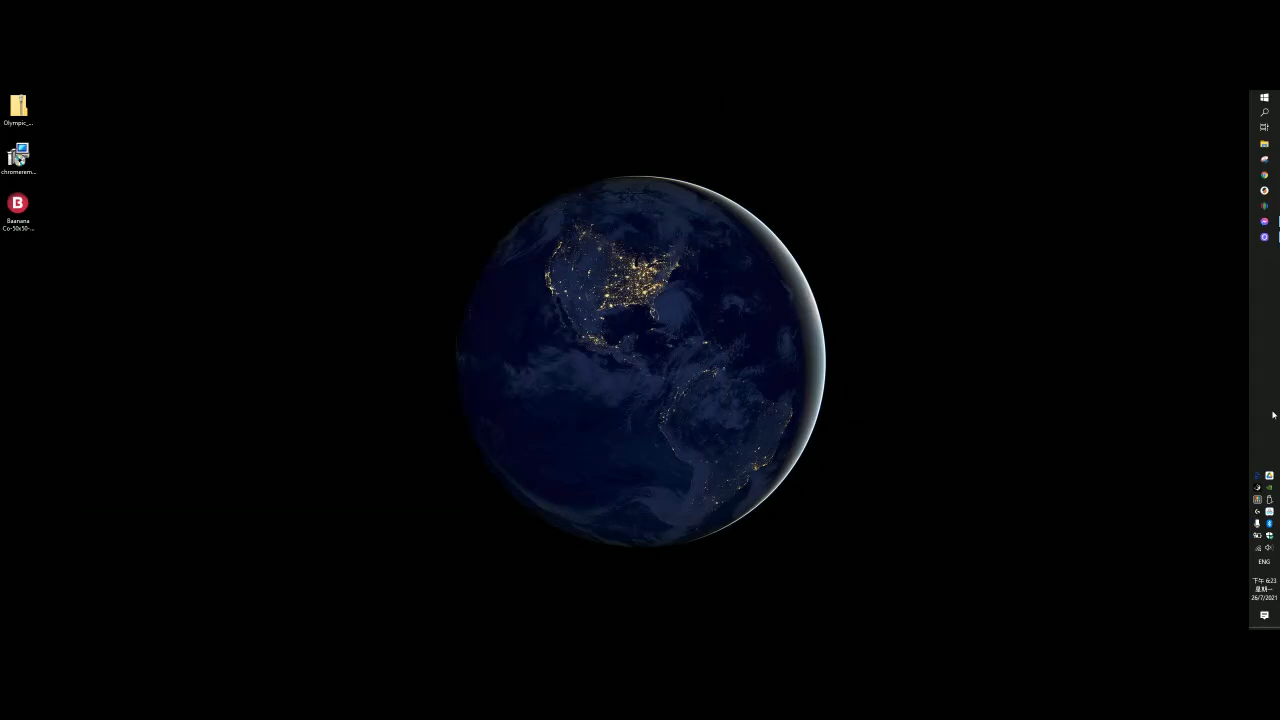 Olympic_...
chromerem...
Baanana
Co-50x50-...
ENG
下午 6:23
星期一
26/7/2021